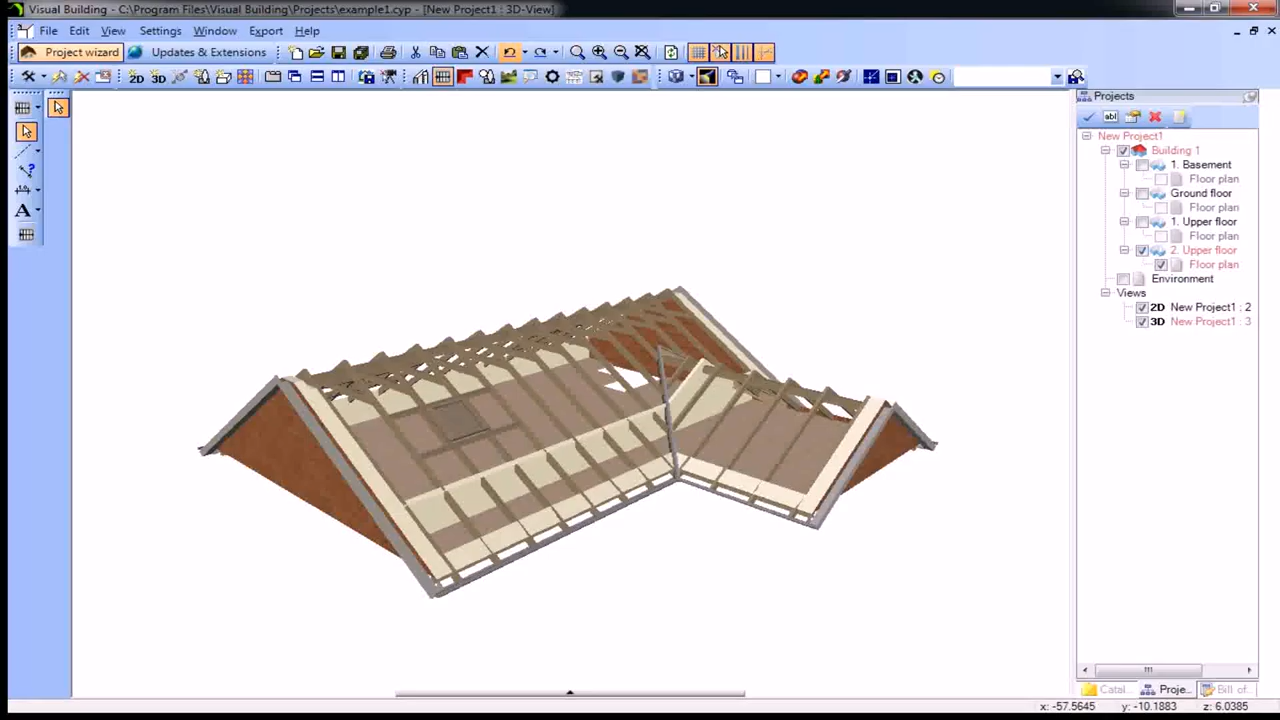 Visual Building - C:\Program Files\Visual Building\Projects\example1.cyp - [New Project1 : 3D-View]
File Edit View Settings Window Export Help
Project wizard Updates & Extensions
2D 3D
A
Projects
abl
New Project1
Building 1
1. Basement
Floor plan
Ground floor
Floor plan
1. Upper floor
Floor plan
2. Upper floor
Floor plan
Environment
Views
2D New Project1 : 2
3D New Project1 : 3
Catal... Proje... Bill of...
x: -57.5645 y: -10.1883 z: 6.0385